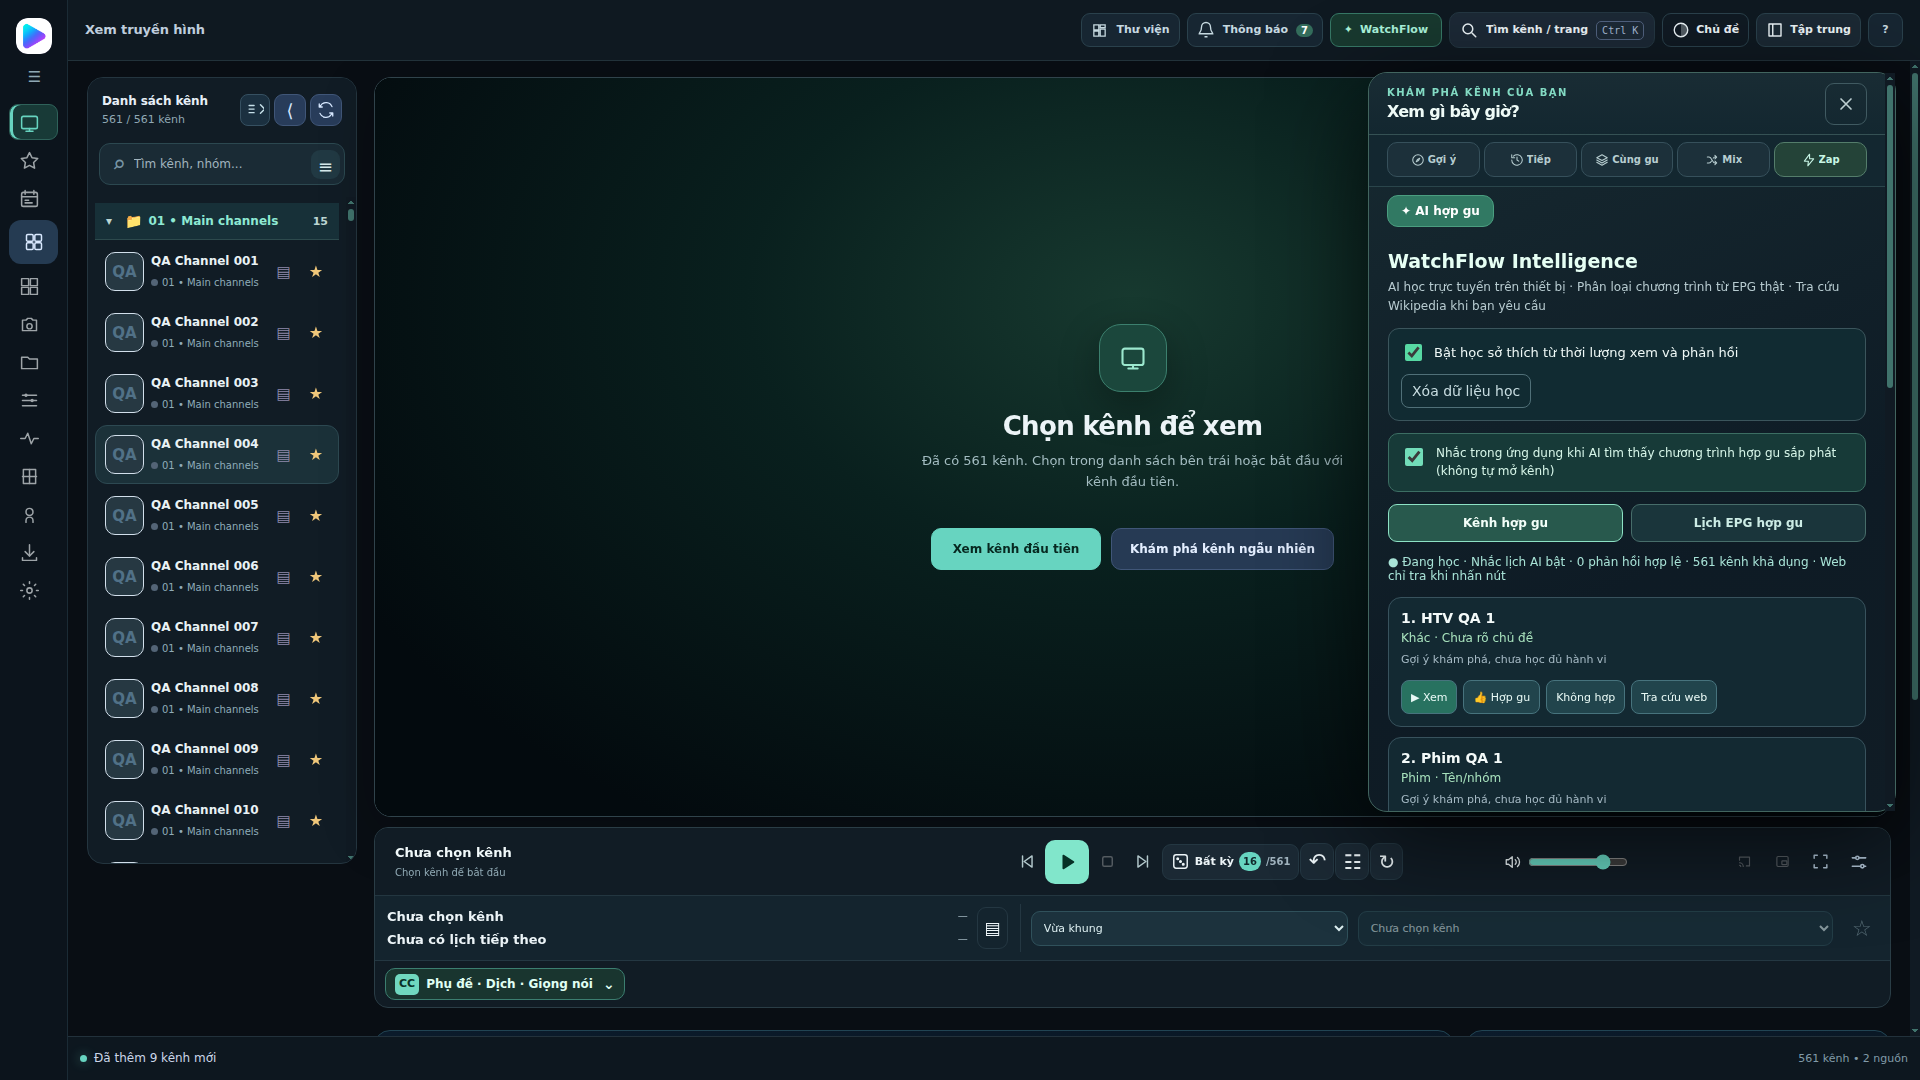 Xem truyền hình
Thư viện
Thông báo 7
✦ WatchFlow
Tìm kênh / trang Ctrl K
Chủ đề
Tập trung
?
Danh sách kênh
561 / 561 kênh
Tìm kênh, nhóm...
01 • Main channels 15
QA
QA Channel 001
01 • Main channels
QA
QA Channel 002
01 • Main channels
QA
QA Channel 003
01 • Main channels
QA
QA Channel 004
01 • Main channels
QA
QA Channel 005
01 • Main channels
QA
QA Channel 006
01 • Main channels
QA
QA Channel 007
01 • Main channels
QA
QA Channel 008
01 • Main channels
QA
QA Channel 009
01 • Main channels
QA
QA Channel 010
01 • Main channels
Chọn kênh để xem
Đã có 561 kênh. Chọn trong danh sách bên trái hoặc bắt đầu với
kênh đầu tiên.
Xem kênh đầu tiên
Khám phá kênh ngẫu nhiên
KHÁM PHÁ KÊNH CỦA BẠN
Xem gì bây giờ?
Gợi ý
Tiếp
Cùng gu
Mix
Zap
✦ AI hợp gu
WatchFlow Intelligence
AI học trực tuyến trên thiết bị · Phân loại chương trình từ EPG thật · Tra cứu
Wikipedia khi bạn yêu cầu
Bật học sở thích từ thời lượng xem và phản hồi
Xóa dữ liệu học
Nhắc trong ứng dụng khi AI tìm thấy chương trình hợp gu sắp phát
(không tự mở kênh)
Kênh hợp gu
Lịch EPG hợp gu
● Đang học · Nhắc lịch AI bật · 0 phản hồi hợp lệ · 561 kênh khả dụng · Web
chỉ tra khi nhấn nút
1. HTV QA 1
Khác · Chưa rõ chủ đề
Gợi ý khám phá, chưa học đủ hành vi
▶ Xem
👍 Hợp gu
Không hợp
Tra cứu web
2. Phim QA 1
Phim · Tên/nhóm
Gợi ý khám phá, chưa học đủ hành vi
Chưa chọn kênh
Chọn kênh để bắt đầu
Bất kỳ 16 /561
Chưa chọn kênh —
Chưa có lịch tiếp theo —
Vừa khung
Chưa chọn kênh
CC Phụ đề · Dịch · Giọng nói
Đã thêm 9 kênh mới
561 kênh • 2 nguồn